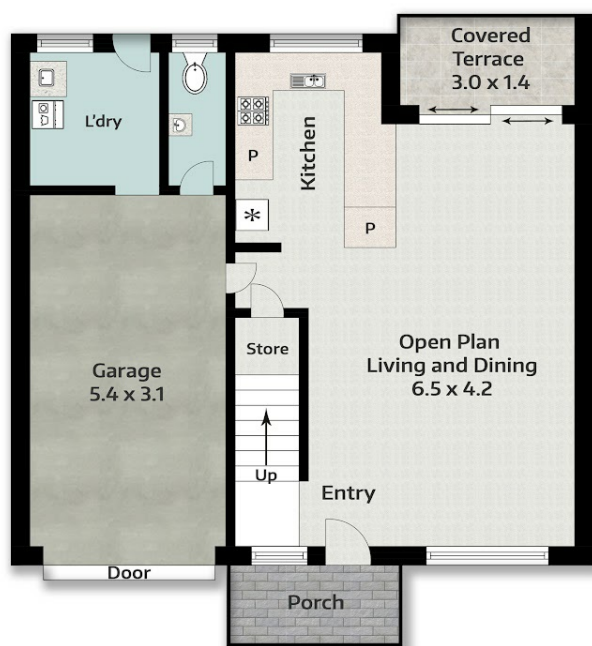 Covered
Terrace
3.0 x 1.4
L'dry
Kitchen
P
*
P
Garage
5.4 x 3.1
Store
Open Plan
Living and Dining
6.5 x 4.2
Up
Entry
Door
Porch